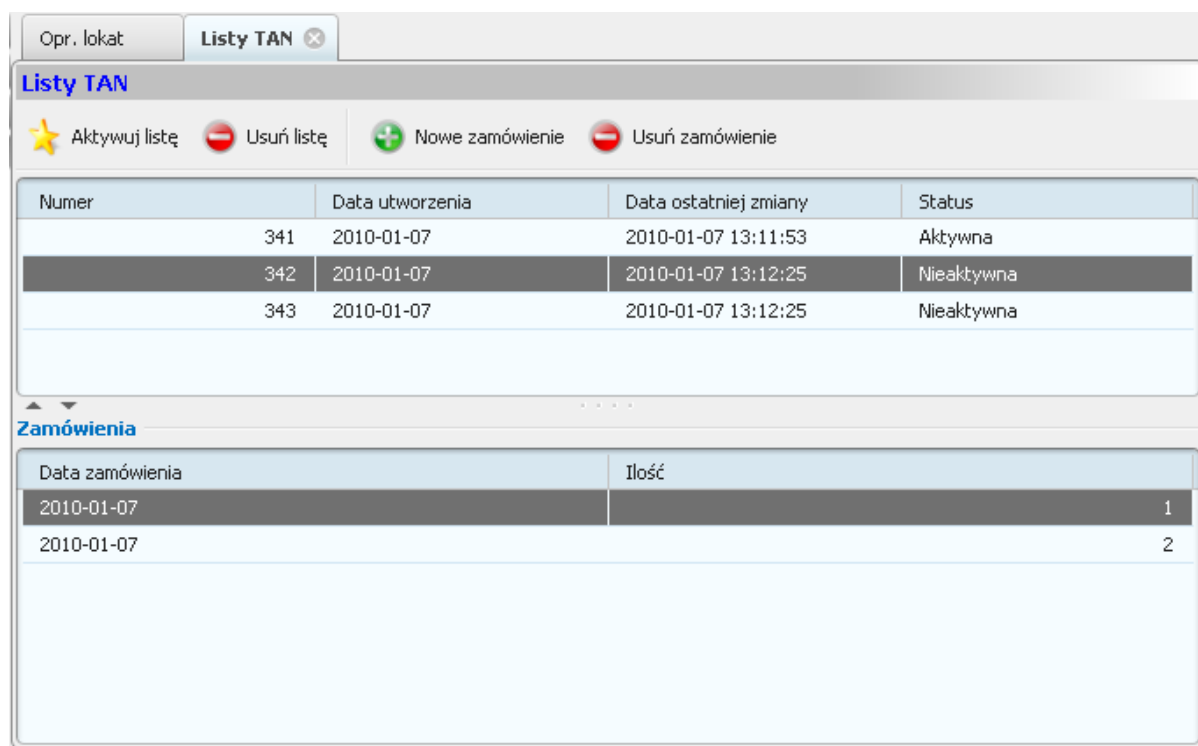 Opr. lokat Listy TAN
Listy TAN
Aktywuj listę Usuń listę Nowe zamówienie Usuń zamówienie
Numer Data utworzenia Data ostatniej zmiany Status
341 2010-01-07 2010-01-07 13:11:53 Aktywna
342 2010-01-07 2010-01-07 13:12:25 Nieaktywna
343 2010-01-07 2010-01-07 13:12:25 Nieaktywna
Zamówienia
Data zamówienia Ilość
2010-01-07 1
2010-01-07 2